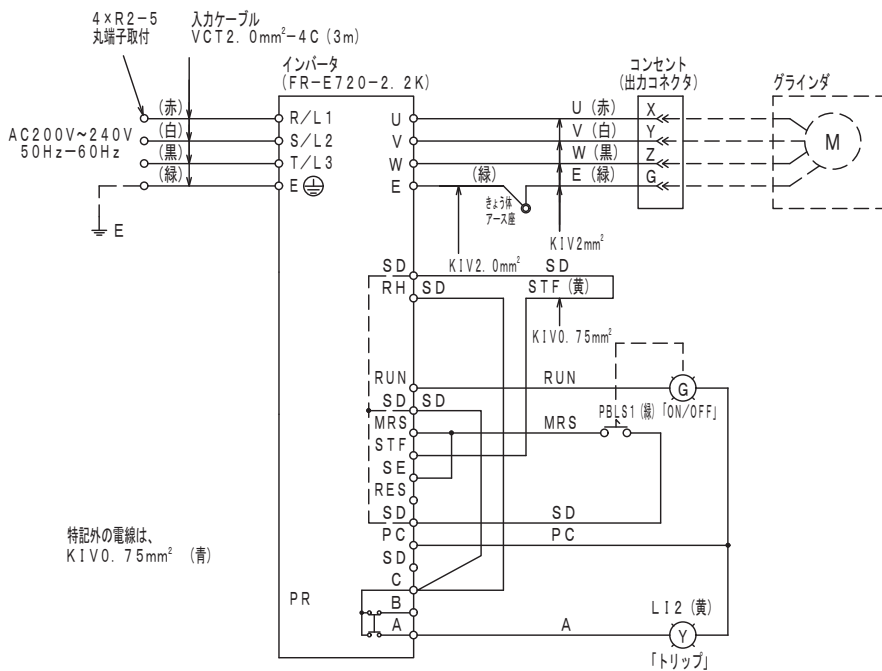 4×R2-5
丸端子取付
入力ケーブル
VCT2.0mm²-4C(3m)
インバータ
(FR-E720-2.2K)
コンセント
(出力コネクタ)
グラインダ
AC200V~240V
50Hz-60Hz
(赤)
(白)
(黒)
(緑)
E
R/L1
S/L2
T/L3
E
U
V
W
E
(緑)
きょう体
アース座
U (赤)
V (白)
W (黒)
E (緑)
X
Y
Z
G
M
KIV2mm²
KIV2.0mm²
SD
RH
SD
SD
STF (黄)
KIV0.75mm²
RUN
RUN
G
SD
SD
PBLS1 (緑) 「ON/OFF」
MRS
MRS
STF
SE
RES
SD
SD
PC
PC
SD
C
B
A
A
PR
LI2 (黄)
Y
「トリップ」
特記外の電線は、
KIV0.75mm² (青)